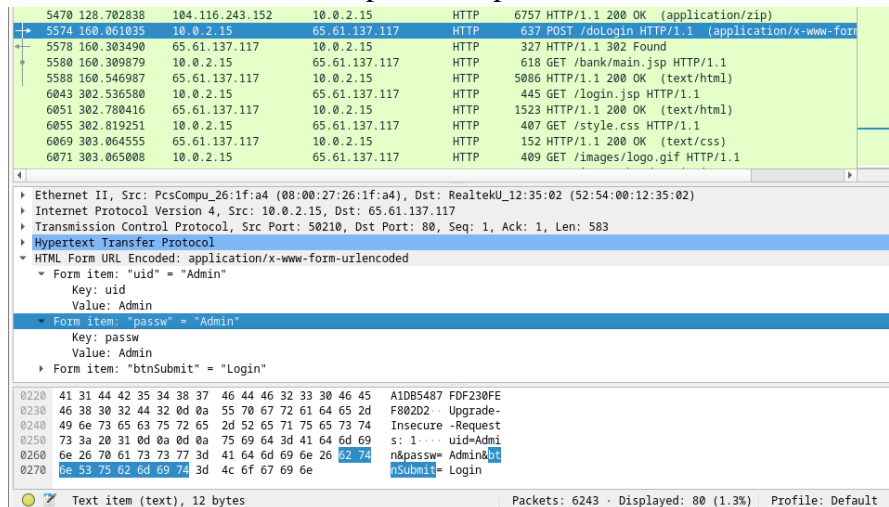 5470 128.702838 104.116.243.152 10.0.2.15 HTTP 6757 HTTP/1.1 200 OK (application/zip)
5574 160.061035 10.0.2.15 65.61.137.117 HTTP 637 POST /doLogin HTTP/1.1 (application/x-www-form
5578 160.303490 65.61.137.117 10.0.2.15 HTTP 327 HTTP/1.1 302 Found
5580 160.309879 10.0.2.15 65.61.137.117 HTTP 618 GET /bank/main.jsp HTTP/1.1
5588 160.546987 65.61.137.117 10.0.2.15 HTTP 5086 HTTP/1.1 200 OK (text/html)
6043 302.536580 10.0.2.15 65.61.137.117 HTTP 445 GET /login.jsp HTTP/1.1
6051 302.780416 65.61.137.117 10.0.2.15 HTTP 1523 HTTP/1.1 200 OK (text/html)
6055 302.819251 10.0.2.15 65.61.137.117 HTTP 407 GET /style.css HTTP/1.1
6069 303.064555 65.61.137.117 10.0.2.15 HTTP 152 HTTP/1.1 200 OK (text/css)
6071 303.065008 10.0.2.15 65.61.137.117 HTTP 409 GET /images/logo.gif HTTP/1.1
Ethernet II, Src: PcsCompu_26:1f:a4 (08:00:27:26:1f:a4), Dst: RealtekU_12:35:02 (52:54:00:12:35:02)
Internet Protocol Version 4, Src: 10.0.2.15, Dst: 65.61.137.117
Transmission Control Protocol, Src Port: 50210, Dst Port: 80, Seq: 1, Ack: 1, Len: 583
Hypertext Transfer Protocol
HTML Form URL Encoded: application/x-www-form-urlencoded
Form item: "uid" = "Admin"
Key: uid
Value: Admin
Form item: "passw" = "Admin"
Key: passw
Value: Admin
Form item: "btnSubmit" = "Login"
0220 41 31 44 42 35 34 38 37 46 44 46 32 33 30 46 45 A1DB5487 FDF230FE
0230 46 38 30 32 44 32 0d 0a 55 70 67 72 61 64 65 2d F802D2·· Upgrade-
0240 49 6e 73 65 63 75 72 65 2d 52 65 71 75 65 73 74 Insecure -Request
0250 73 3a 20 31 0d 0a 0d 0a 75 69 64 3d 41 64 6d 69 s: 1···· uid=Admi
0260 6e 26 70 61 73 73 77 3d 41 64 6d 69 6e 26 62 74 n&passw= Admin&bt
0270 6e 53 75 62 6d 69 74 3d 4c 6f 67 69 6e nSubmit= Login
Text item (text), 12 bytes Packets: 6243 · Displayed: 80 (1.3%) Profile: Default